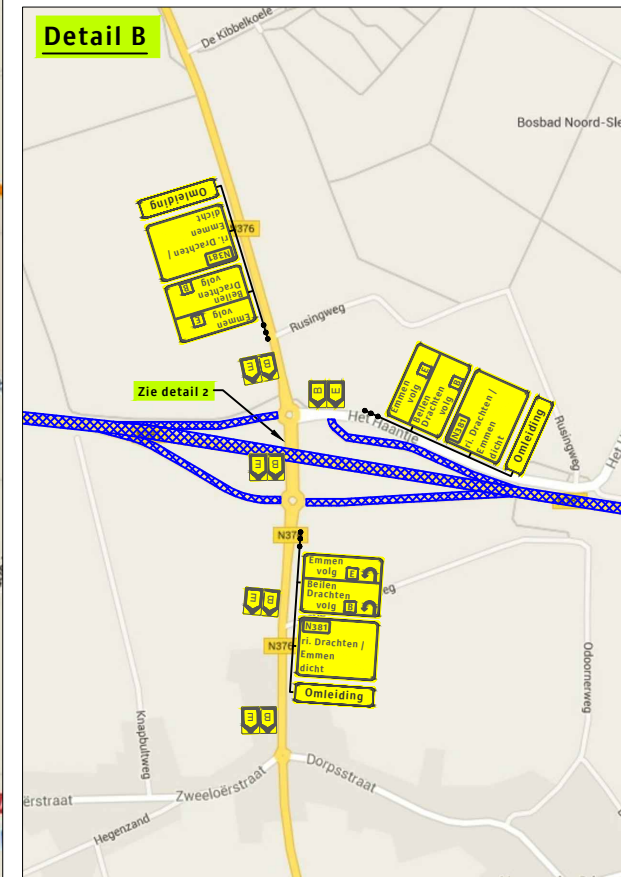 Detail B
De Kibbelkoele
Bosbad Noord-Sle
Omleiding
N381
ri. Drachten /
Emmen
dicht
Beilen
Drachten
volg B
Emmen
volg E
N376
Rusingweg
E B
B E
Zie detail 2
Het Haantje
Emmen
volg E
Beilen
Drachten
volg B
N381
ri. Drachten /
Emmen
dicht
Omleiding
Rusingweg
E B
N376
Emmen
volg E
Beilen
Drachten
volg B
eg
E B
N381
ri. Drachten /
Emmen
dicht
N376
Omleiding
Odoornerweg
E B
Knapbultweg
Dorpsstraat
Zweeloërstraat
ërstraat
Hegenzand